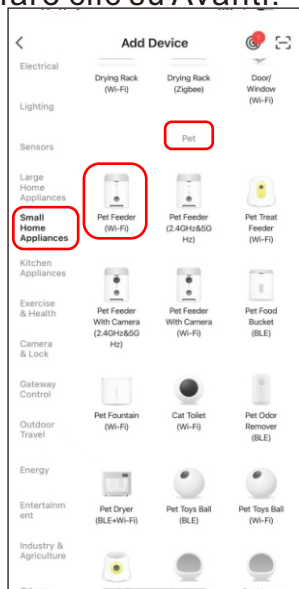 fare clic su Avanti.
Add Device
Electrical
Lighting
Sensors
Large
Home
Appliances
Small
Home
Appliances
Kitchen
Appliances
Exercise
& Health
Camera
& Lock
Gateway
Control
Outdoor
Travel
Energy
Entertainm
ent
Industry &
Agriculture
Drying Rack
(Wi-Fi)
Drying Rack
(Zigbee)
Door/
Window
(Wi-Fi)
Pet
Pet Feeder
(Wi-Fi)
Pet Feeder
(2.4GHz&5G
Hz)
Pet Treat
Feeder
(Wi-Fi)
Pet Feeder
With Camera
(2.4GHz&5G
Hz)
Pet Feeder
With Camera
(Wi-Fi)
Pet Food
Bucket
(BLE)
Pet Fountain
(Wi-Fi)
Cat Toilet
(Wi-Fi)
Pet Odor
Remover
(BLE)
Pet Dryer
(BLE+Wi-Fi)
Pet Toys Ball
(BLE)
Pet Toys Ball
(Wi-Fi)